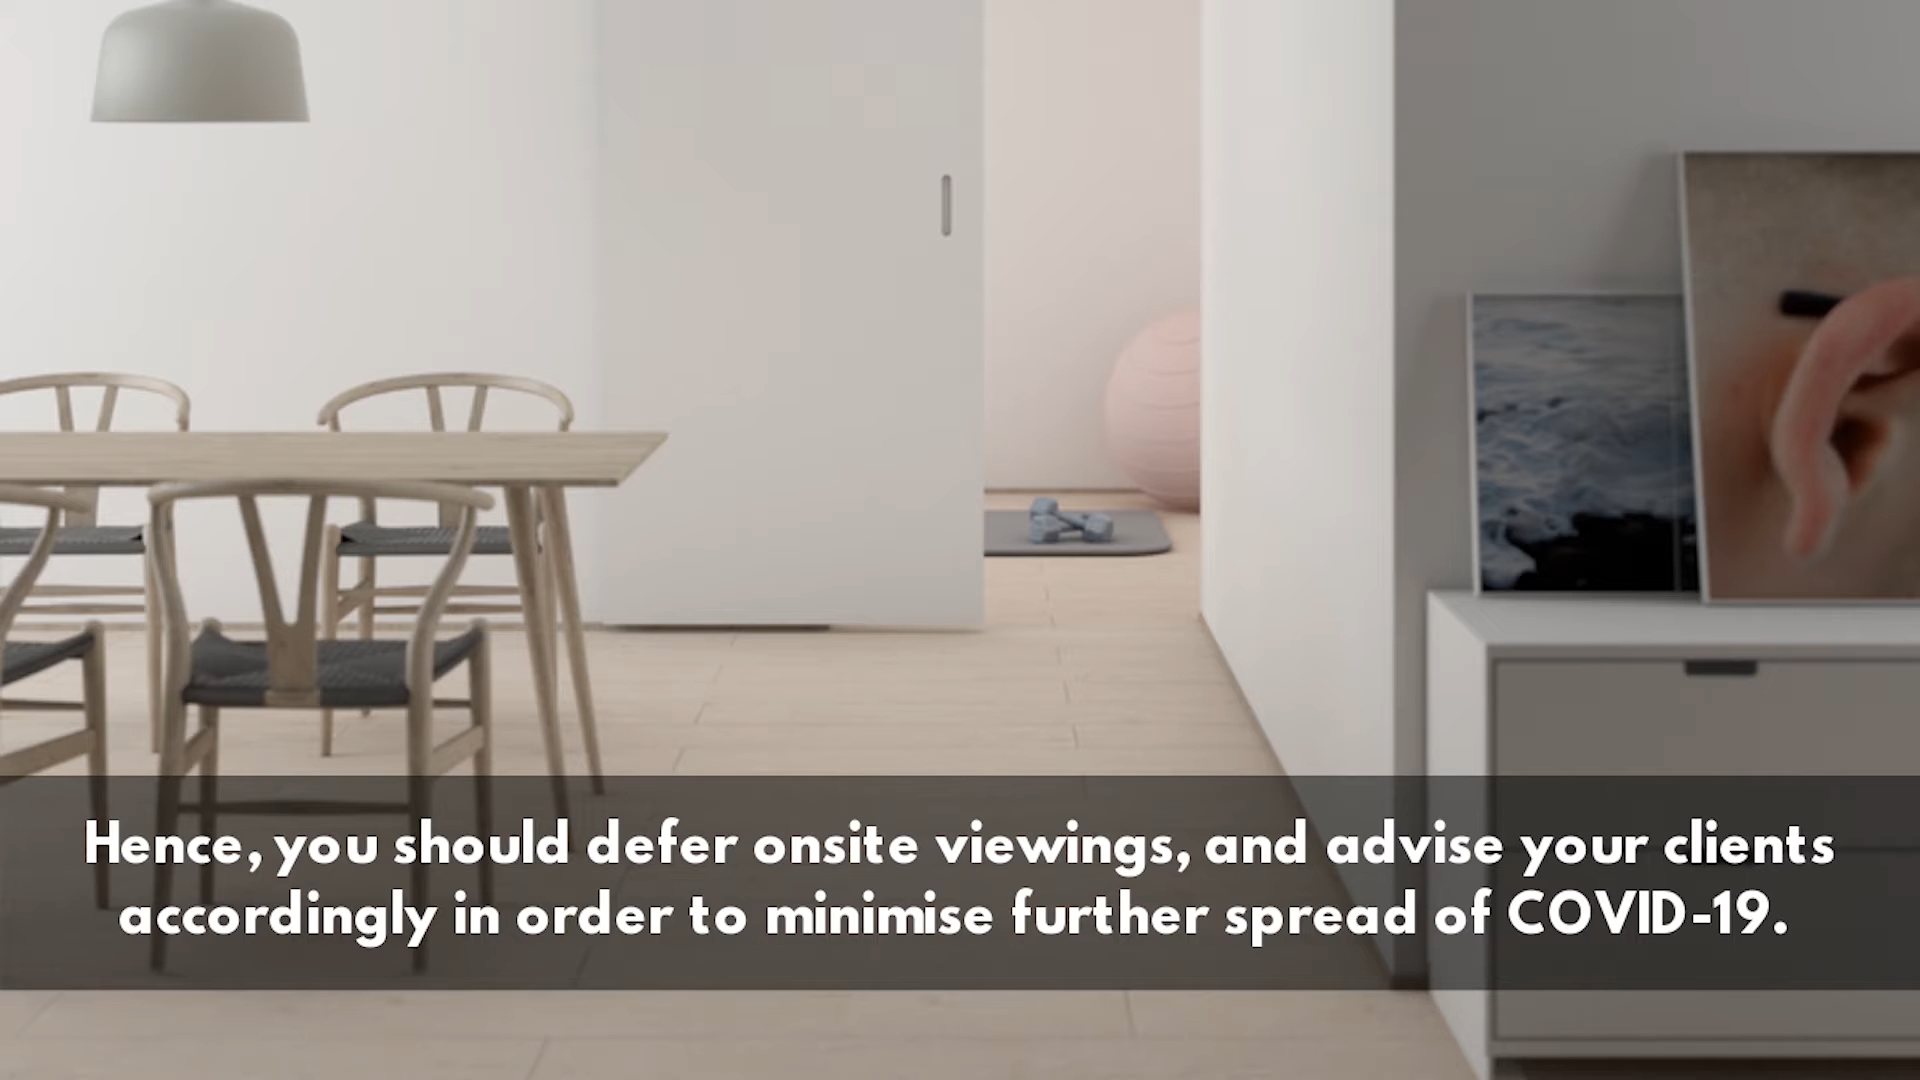 Hence, you should defer onsite viewings, and advise your clients
accordingly in order to minimise further spread of COVID-19.